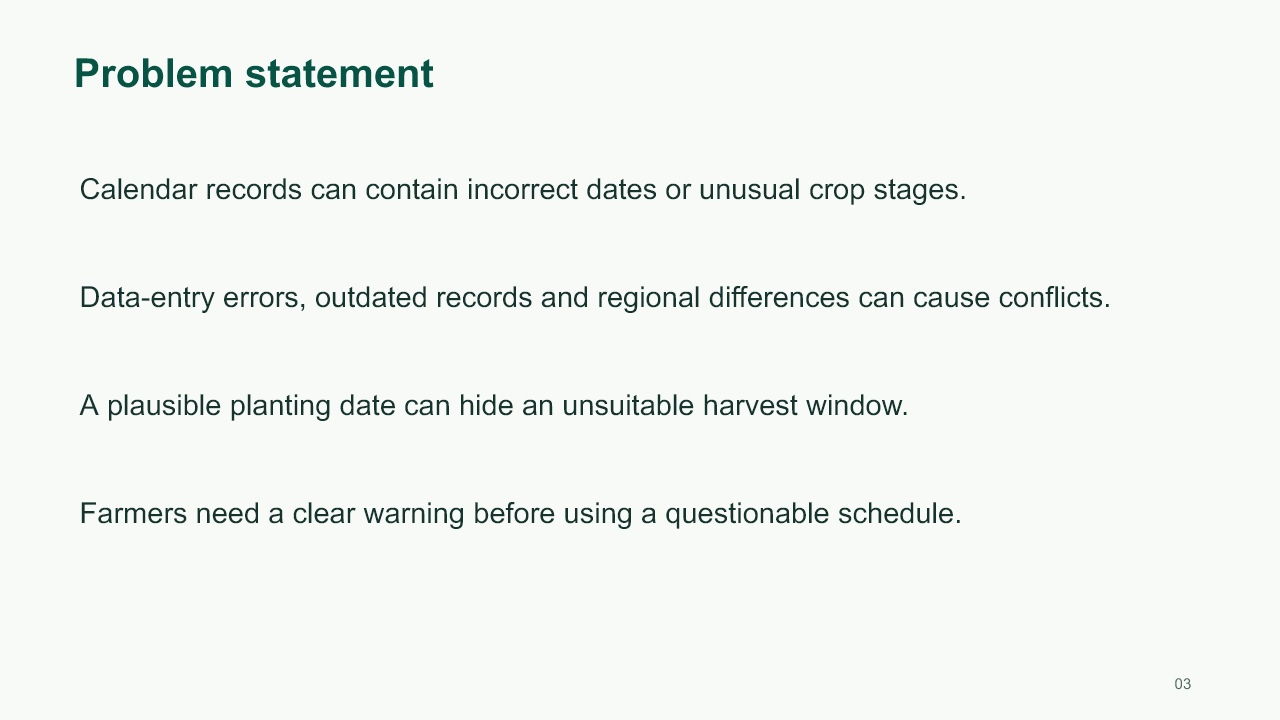 Problem statement
Calendar records can contain incorrect dates or unusual crop stages.
Data-entry errors, outdated records and regional differences can cause conflicts.
A plausible planting date can hide an unsuitable harvest window.
Farmers need a clear warning before using a questionable schedule.
03